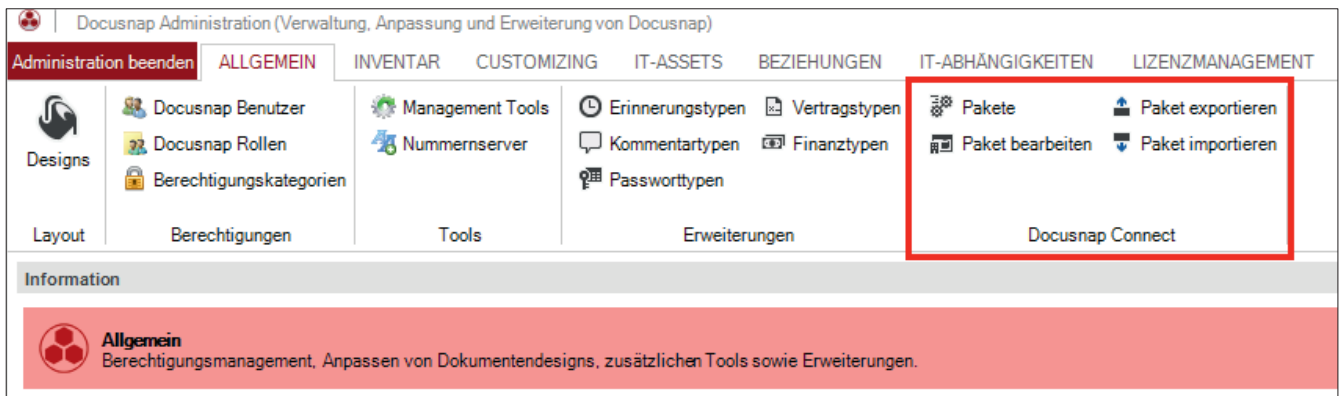 Docusnap Administration (Verwaltung, Anpassung und Erweiterung von Docusnap)
Administration beenden ALLGEMEIN INVENTAR CUSTOMIZING IT-ASSETS BEZIEHUNGEN IT-ABHÄNGIGKEITEN LIZENZMANAGEMENT
Designs
Layout
Docusnap Benutzer
Docusnap Rollen
Berechtigungskategorien
Berechtigungen
Management Tools
Nummernserver
Tools
Erinnerungstypen Vertragstypen
Kommentartypen Finanztypen
Passworttypen
Erweiterungen
Pakete Paket exportieren
Paket bearbeiten Paket importieren
Docusnap Connect
Information
Allgemein
Berechtigungsmanagement, Anpassen von Dokumentendesigns, zusätzlichen Tools sowie Erweiterungen.